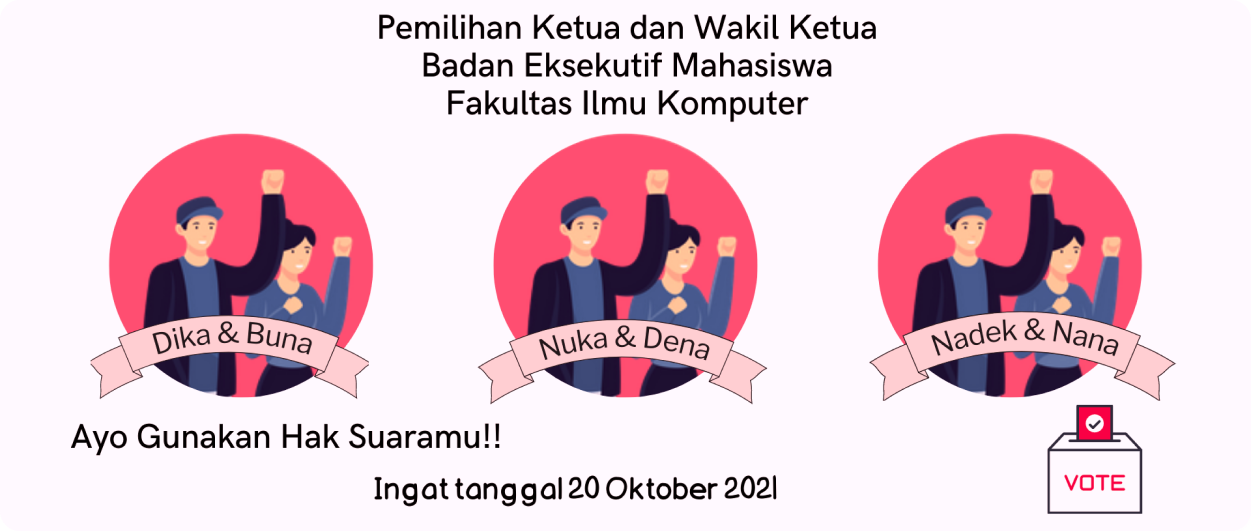 Pemilihan Ketua dan Wakil Ketua
Badan Eksekutif Mahasiswa
Fakultas Ilmu Komputer
Dika & Buna
Nuka & Dena
Nadek & Nana
Ayo Gunakan Hak Suaramu!!
VOTE
Ingat tanggal 20 Oktober 2021